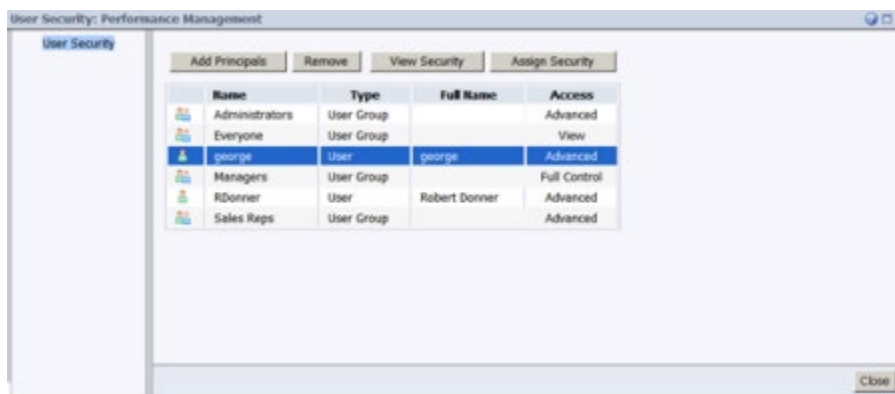 User Security: Performance Management
User Security
Add Principals Remove View Security Assign Security
Name Type Full Name Access
Administrators User Group Advanced
Everyone User Group View
george User george Advanced
Managers User Group Full Control
RDonner User Robert Donner Advanced
Sales Reps User Group Advanced
Close